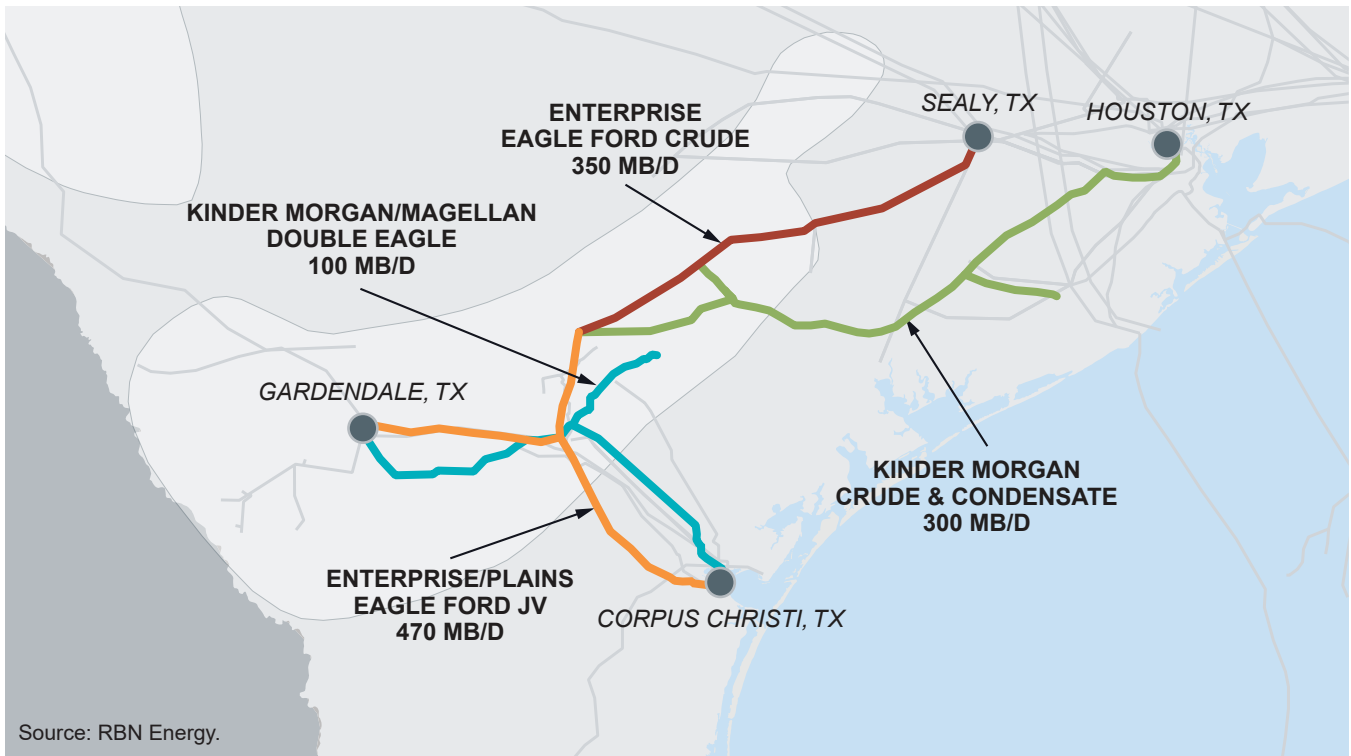 SEALY, TX
HOUSTON, TX
ENTERPRISE
EAGLE FORD CRUDE
350 MB/D
KINDER MORGAN/MAGELLAN
DOUBLE EAGLE
100 MB/D
GARDENDALE, TX
KINDER MORGAN
CRUDE & CONDENSATE
300 MB/D
ENTERPRISE/PLAINS
EAGLE FORD JV
470 MB/D
CORPUS CHRISTI, TX
Source: RBN Energy.